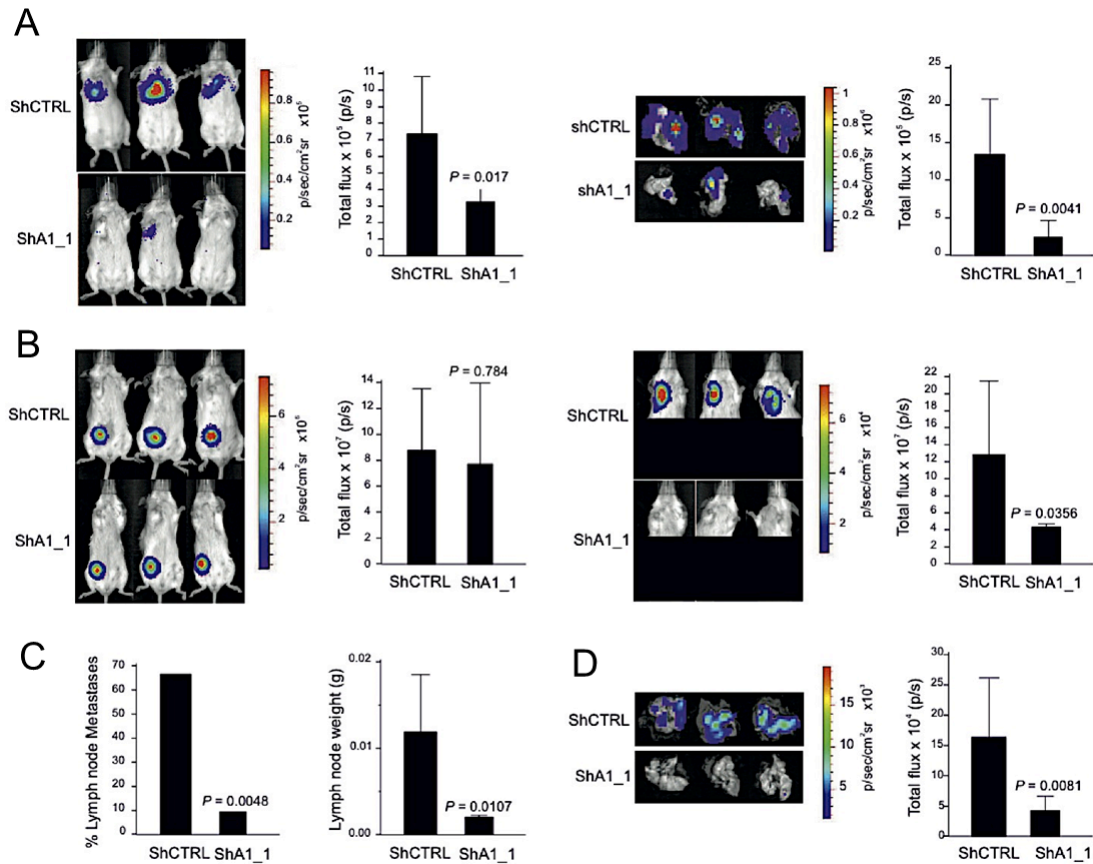 A
ShCTRL
ShA1_1
0.8
0.6
0.4
0.2
p/sec/cm²sr x10⁵
Total flux x 10⁵ (p/s)
11
10
9
8
7
6
5
4
3
2
1
0
P = 0.017
ShCTRL ShA1_1
shCTRL
shA1_1
1
0.8
0.6
0.4
0.2
p/sec/cm²sr x10⁶
Total flux x 10⁵ (p/s)
25
20
15
10
5
0
P = 0.0041
ShCTRL ShA1_1
B
ShCTRL
ShA1_1
6
4
2
p/sec/cm²sr
Total flux x 10⁷ (p/s)
14
12
10
8
6
4
2
0
P = 0.784
ShCTRL ShA1_1
ShCTRL
ShA1_1
6
4
2
p/sec/cm²sr x10⁴
Total flux x 10⁷ (p/s)
22
20
18
16
14
12
10
8
6
4
2
0
P = 0.0356
ShCTRL ShA1_1
C
% Lymph node Metastases
70
60
50
40
30
20
10
0
P = 0.0048
ShCTRL ShA1_1
Lymph node weight (g)
0.02
0.01
0.00
P = 0.0107
ShCTRL ShA1_1
D
ShCTRL
ShA1_1
15
10
5
p/sec/cm²sr x10³
Total flux x 10⁴ (p/s)
30
25
20
15
10
5
0
P = 0.0081
ShCTRL ShA1_1